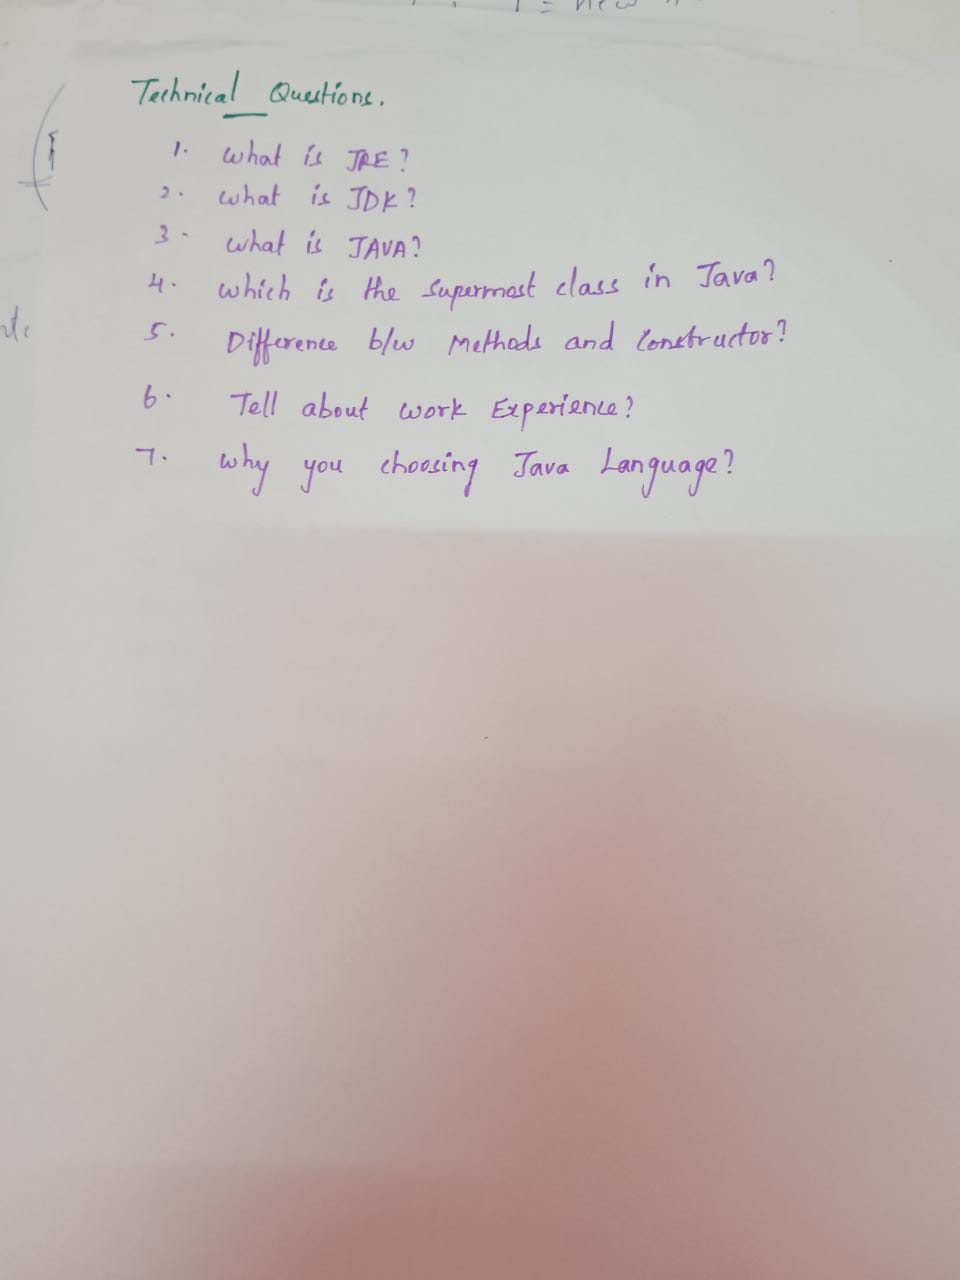 = new
Technical Questions.
1. what is JRE?
2. what is JDK?
3. what is JAVA?
4. which is the supermost class in Java?
5. Difference b/w Methods and Constructor?
6. Tell about work Experience?
7. why you choosing Java Language?